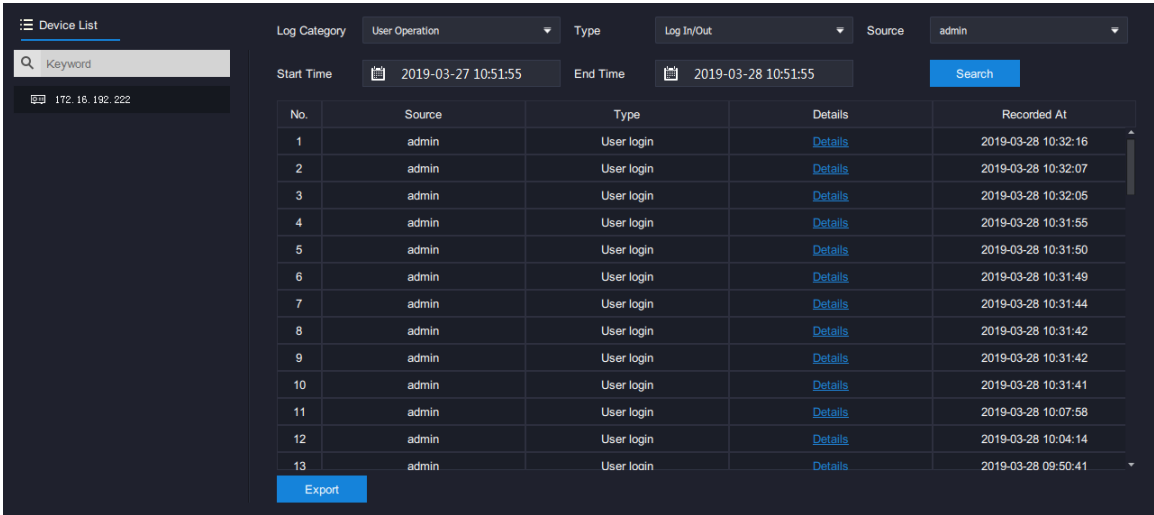 Device List
Keyword
172.16.192.222
Log Category User Operation Type Log In/Out Source admin
Start Time 2019-03-27 10:51:55 End Time 2019-03-28 10:51:55 Search
No. Source Type Details Recorded At
1 admin User login Details 2019-03-28 10:32:16
2 admin User login Details 2019-03-28 10:32:07
3 admin User login Details 2019-03-28 10:32:05
4 admin User login Details 2019-03-28 10:31:55
5 admin User login Details 2019-03-28 10:31:50
6 admin User login Details 2019-03-28 10:31:49
7 admin User login Details 2019-03-28 10:31:44
8 admin User login Details 2019-03-28 10:31:42
9 admin User login Details 2019-03-28 10:31:42
10 admin User login Details 2019-03-28 10:31:41
11 admin User login Details 2019-03-28 10:07:58
12 admin User login Details 2019-03-28 10:04:14
13 admin User login Details 2019-03-28 09:50:41
Export